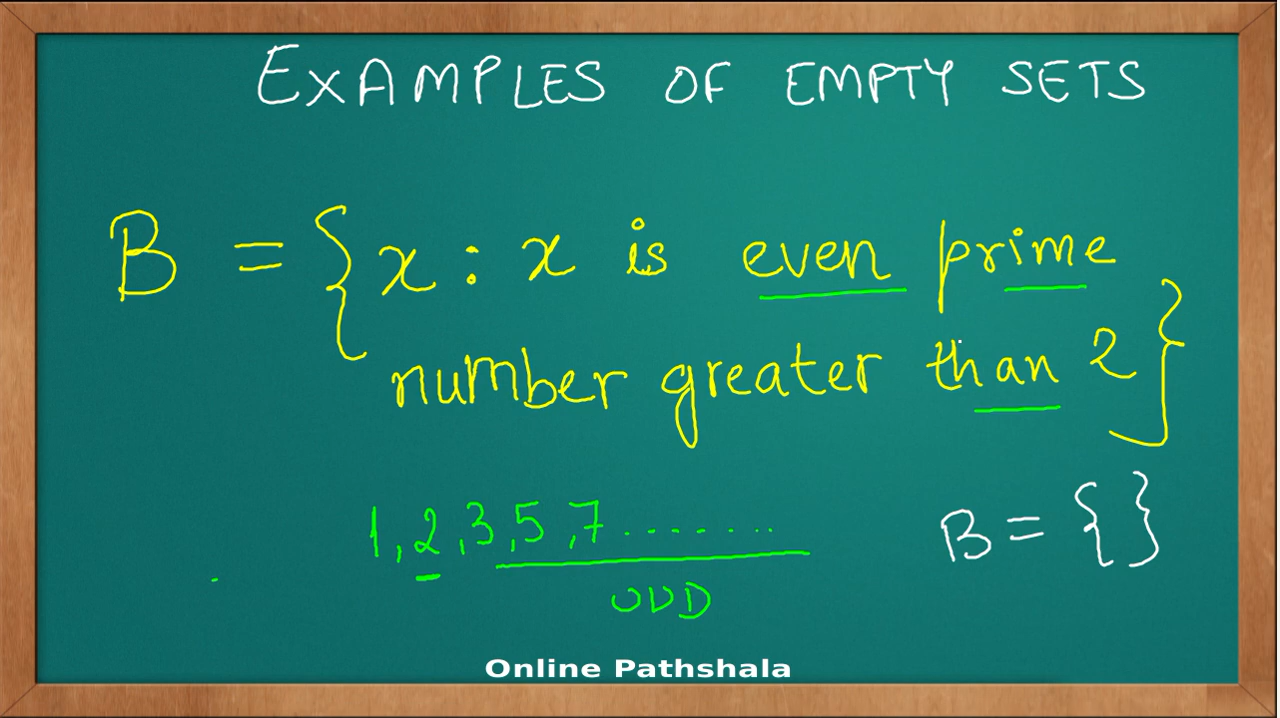 EXAMPLES OF EMPTY SETS
B = {x : x is even prime
number greater than 2}
1, 2, 3, 5, 7 ........
B = { }
ODD
Online Pathshala